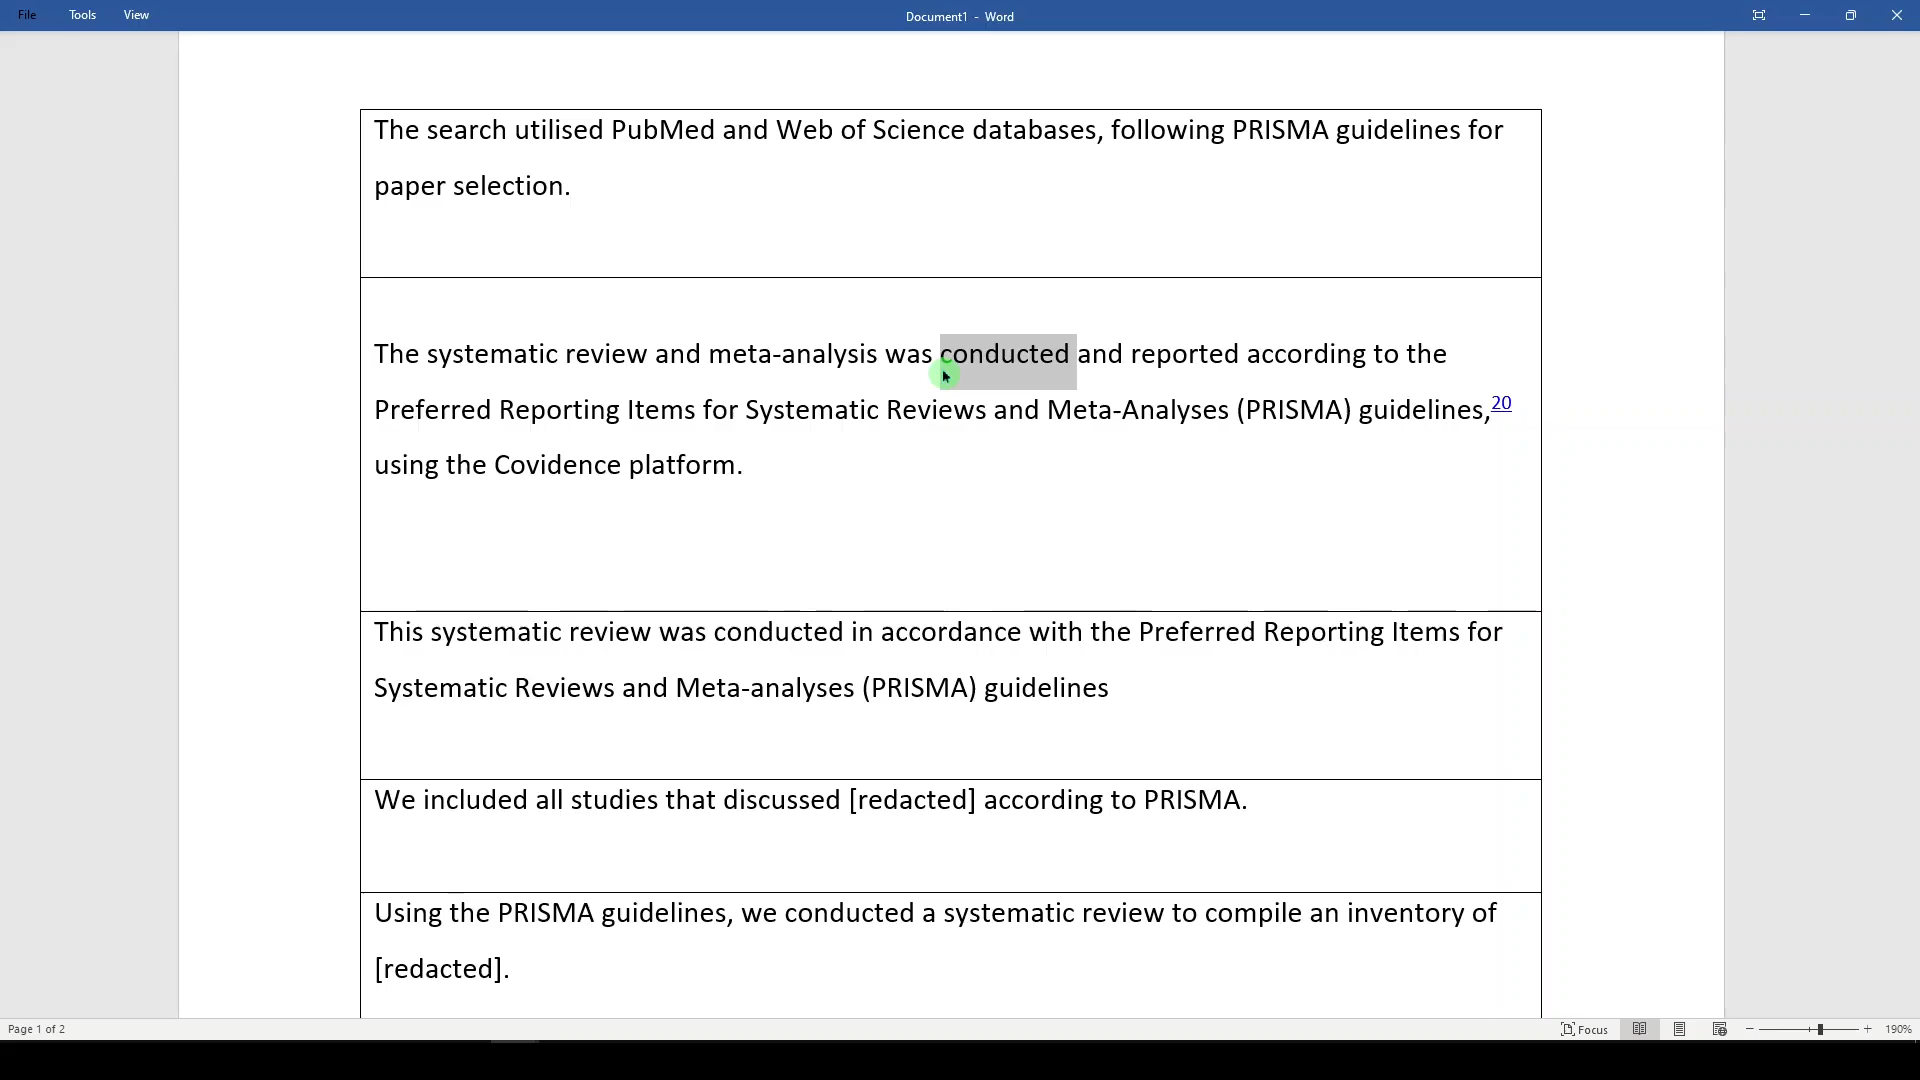 File Tools View Document1 - Word
The search utilised PubMed and Web of Science databases, following PRISMA guidelines for
paper selection.
The systematic review and meta-analysis was conducted and reported according to the
Preferred Reporting Items for Systematic Reviews and Meta-Analyses (PRISMA) guidelines,20
using the Covidence platform.
This systematic review was conducted in accordance with the Preferred Reporting Items for
Systematic Reviews and Meta-analyses (PRISMA) guidelines
We included all studies that discussed [redacted] according to PRISMA.
Using the PRISMA guidelines, we conducted a systematic review to compile an inventory of
[redacted].
Page 1 of 2 Focus 190%